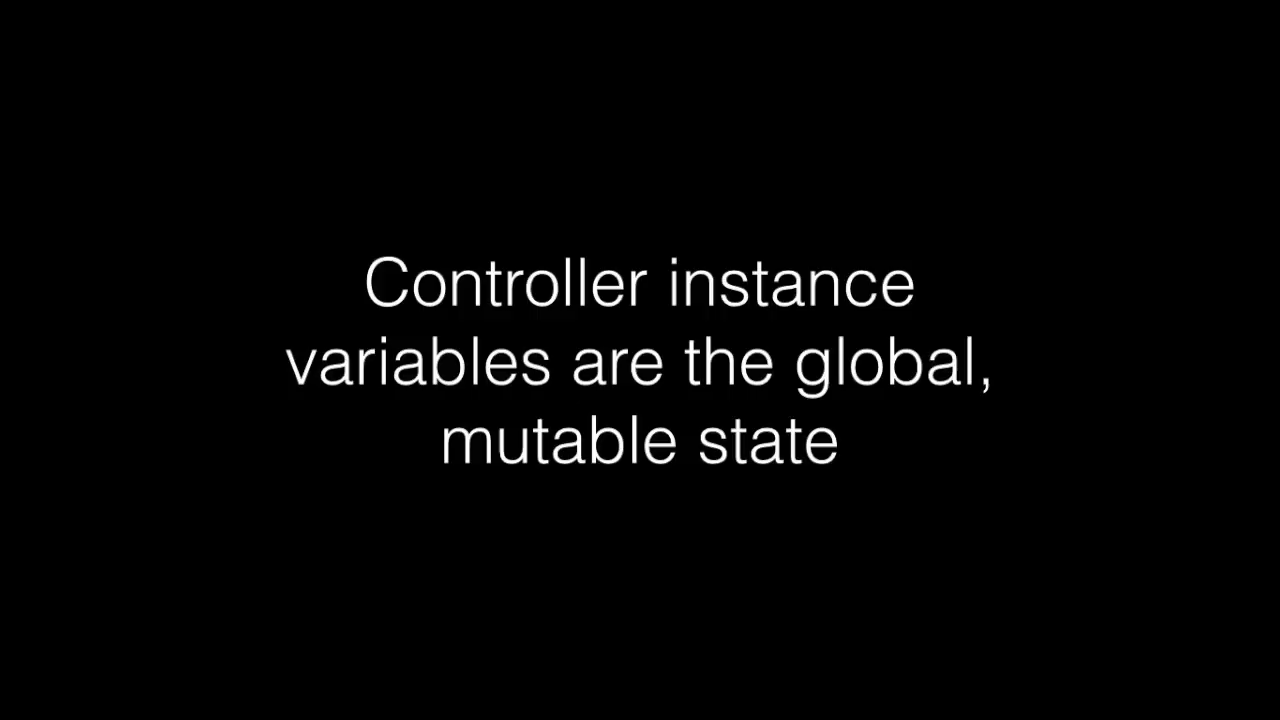 Controller instance
variables are the global,
mutable state